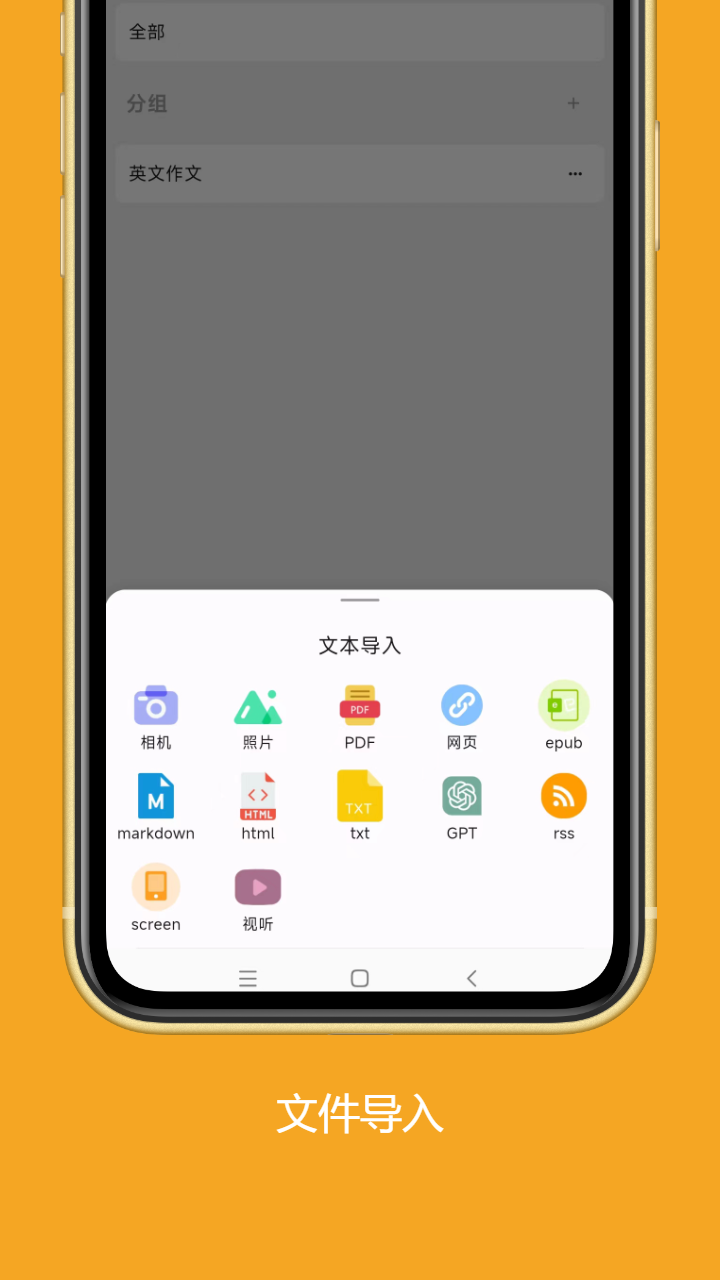 全部
分组 +
英文作文 ···
文本导入
相机 照片 PDF PDF 网页 e epub
M markdown HTML html TXT txt GPT rss
screen 视听
文件导入